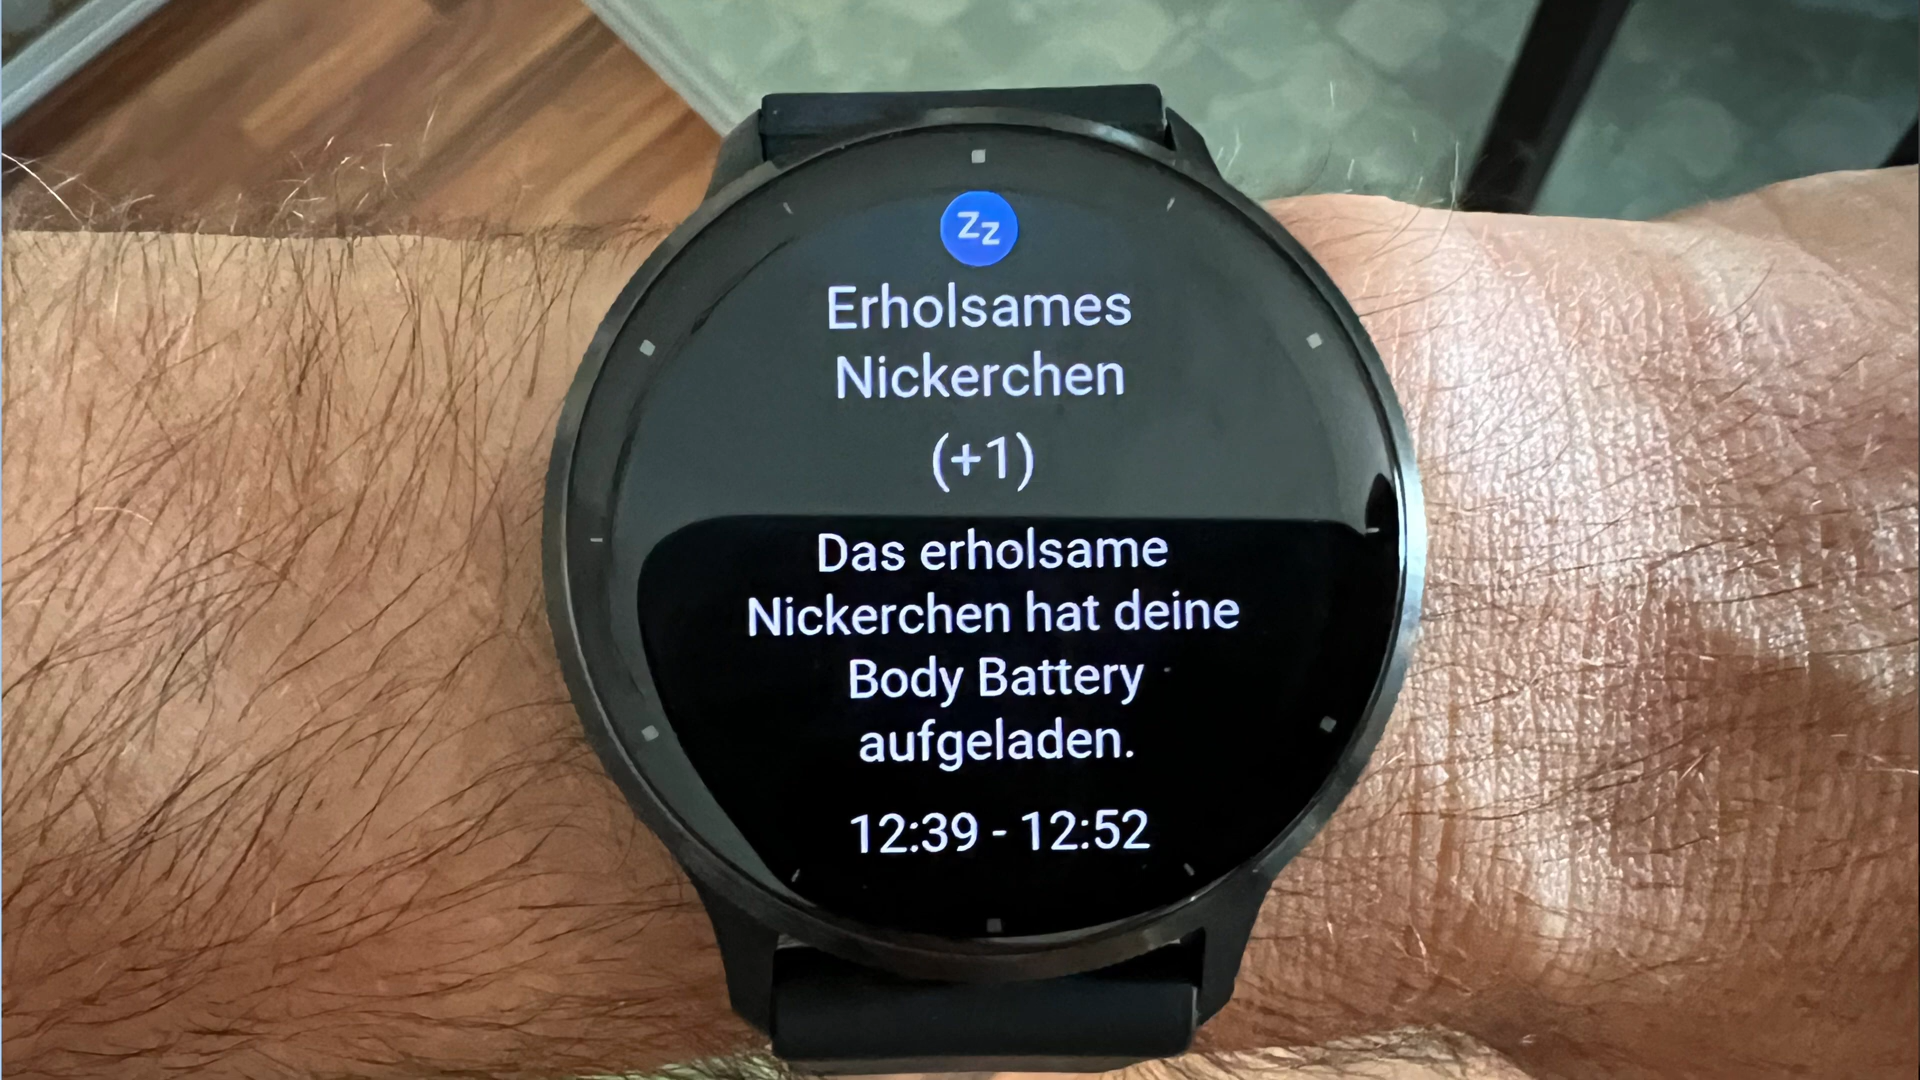 Zz
Erholsames
Nickerchen
(+1)
Das erholsame
Nickerchen hat deine
Body Battery
aufgeladen.
12:39 - 12:52